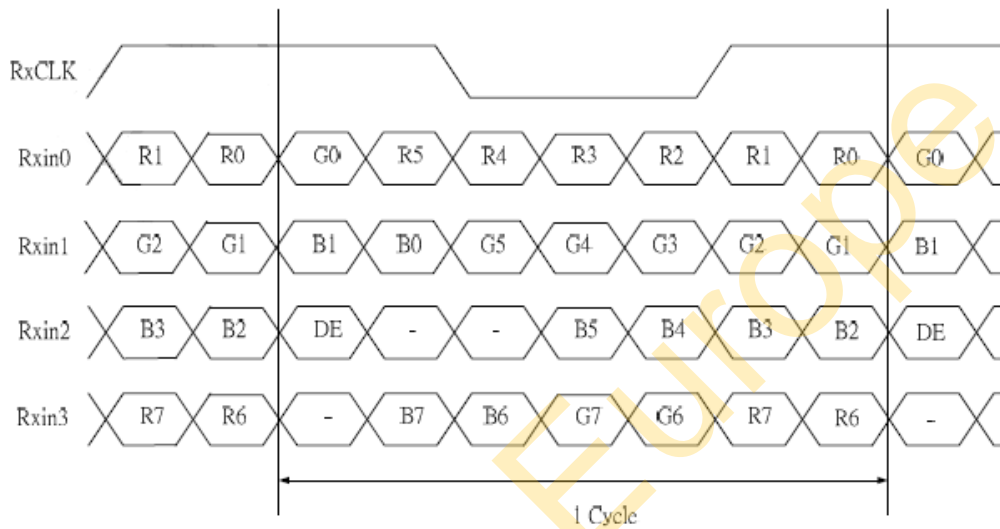 RxCLK
Rxin0 R1 R0 G0 R5 R4 R3 R2 R1 R0 G0
Rxin1 G2 G1 B1 B0 G5 G4 G3 G2 G1 B1
Rxin2 B3 B2 DE - - B5 B4 B3 B2 DE
Rxin3 R7 R6 - B7 B6 G7 G6 R7 R6 -
1 Cycle
Europe